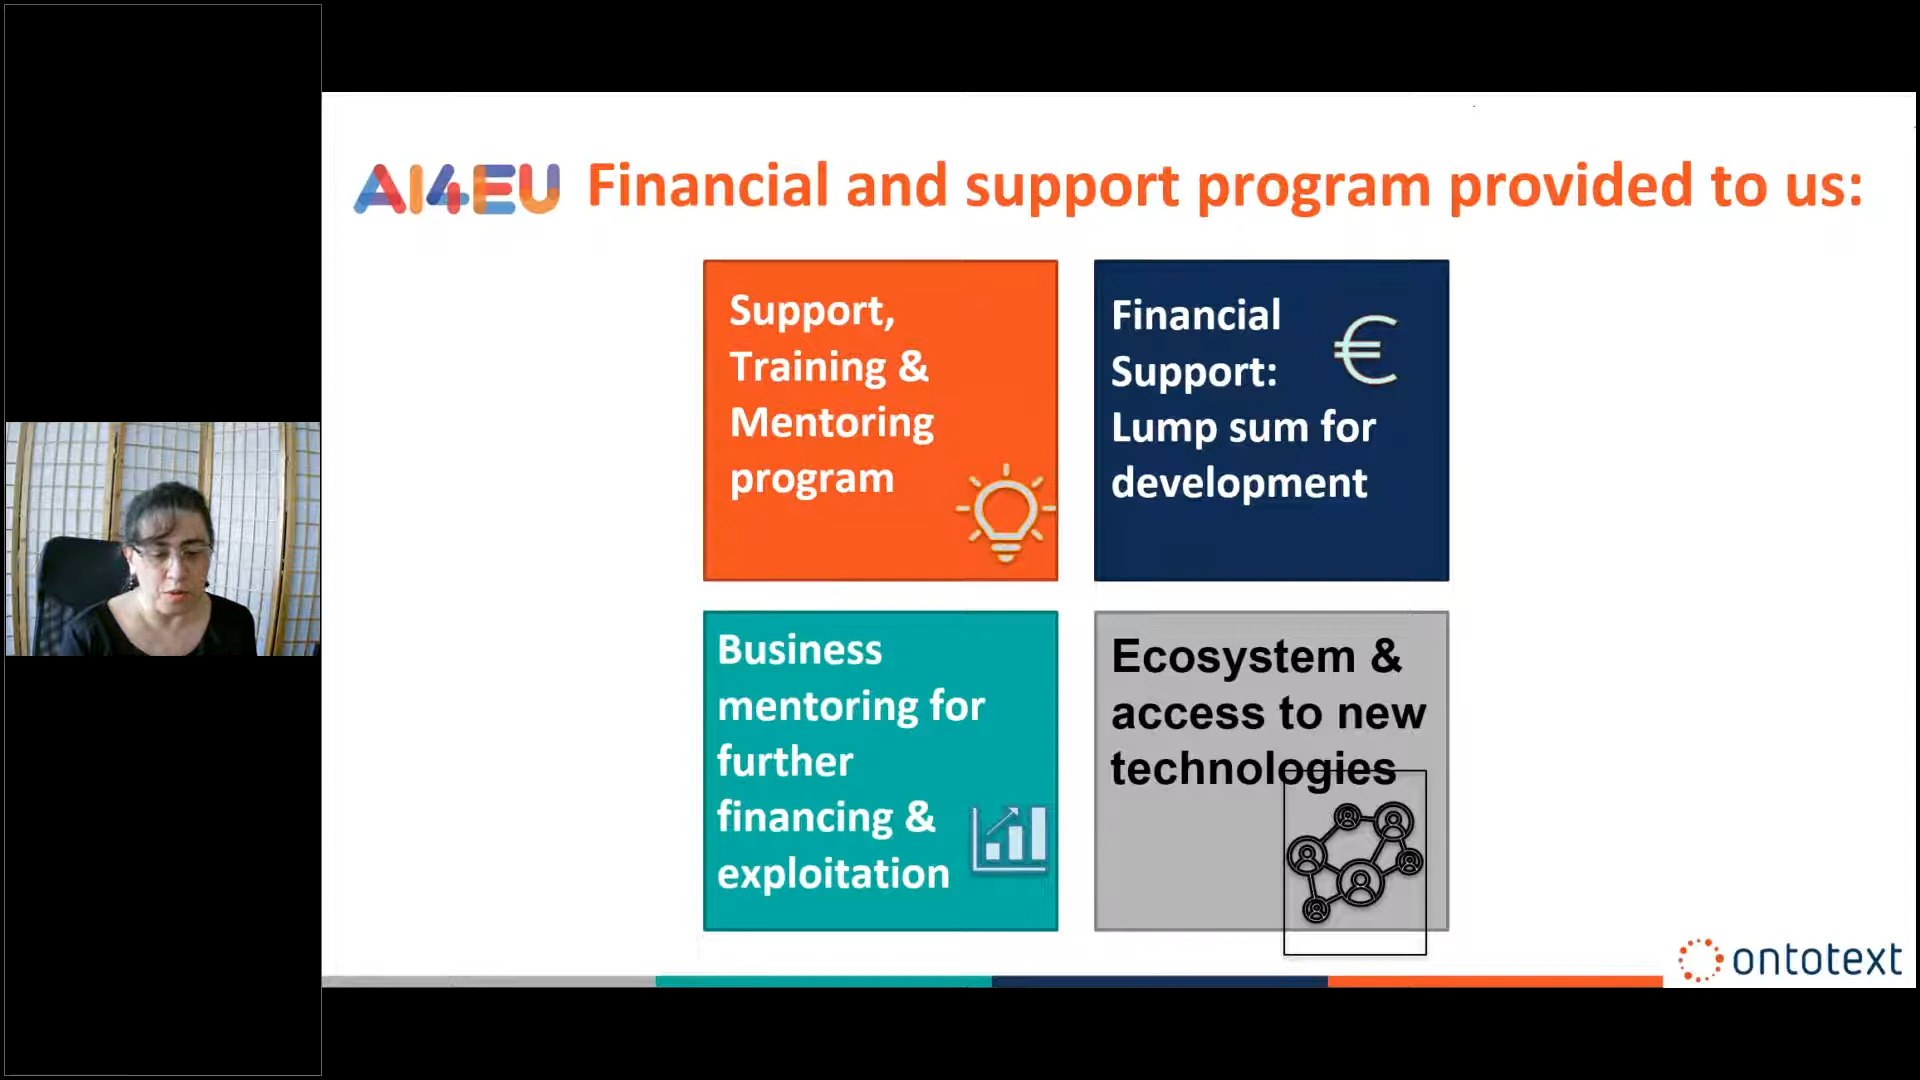 AI4EU Financial and support program provided to us:
Support,
Training &
Mentoring
program
Financial
Support:
Lump sum for
development
€
Business
mentoring for
further
financing &
exploitation
Ecosystem &
access to new
technologies
ontotext